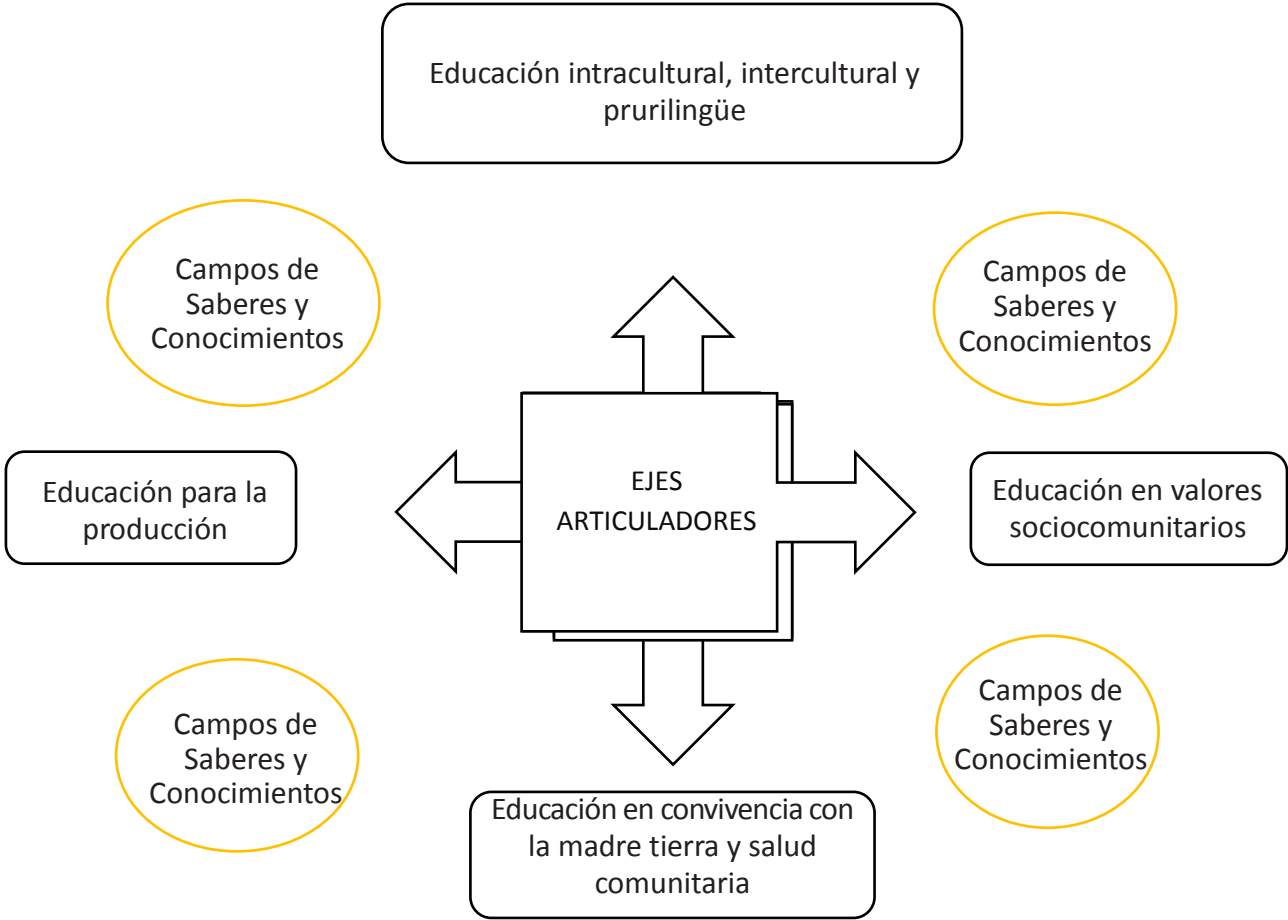 Educación intracultural, intercultural y
prurilingüe
Campos de
Saberes y
Conocimientos
Campos de
Saberes y
Conocimientos
Educación para la
producción
EJES
ARTICULADORES
Educación en valores
sociocomunitarios
Campos de
Saberes y
Conocimientos
Campos de
Saberes y
Conocimientos
Educación en convivencia con
la madre tierra y salud
comunitaria